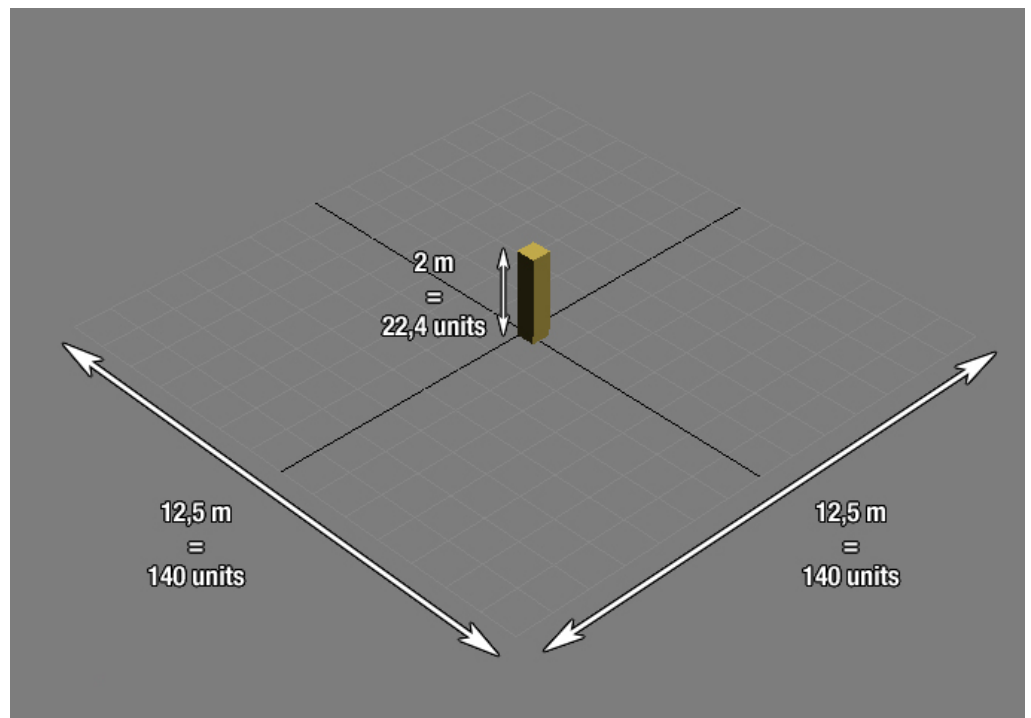 2 m
=
22,4 units
12,5 m
=
140 units
12,5 m
=
140 units